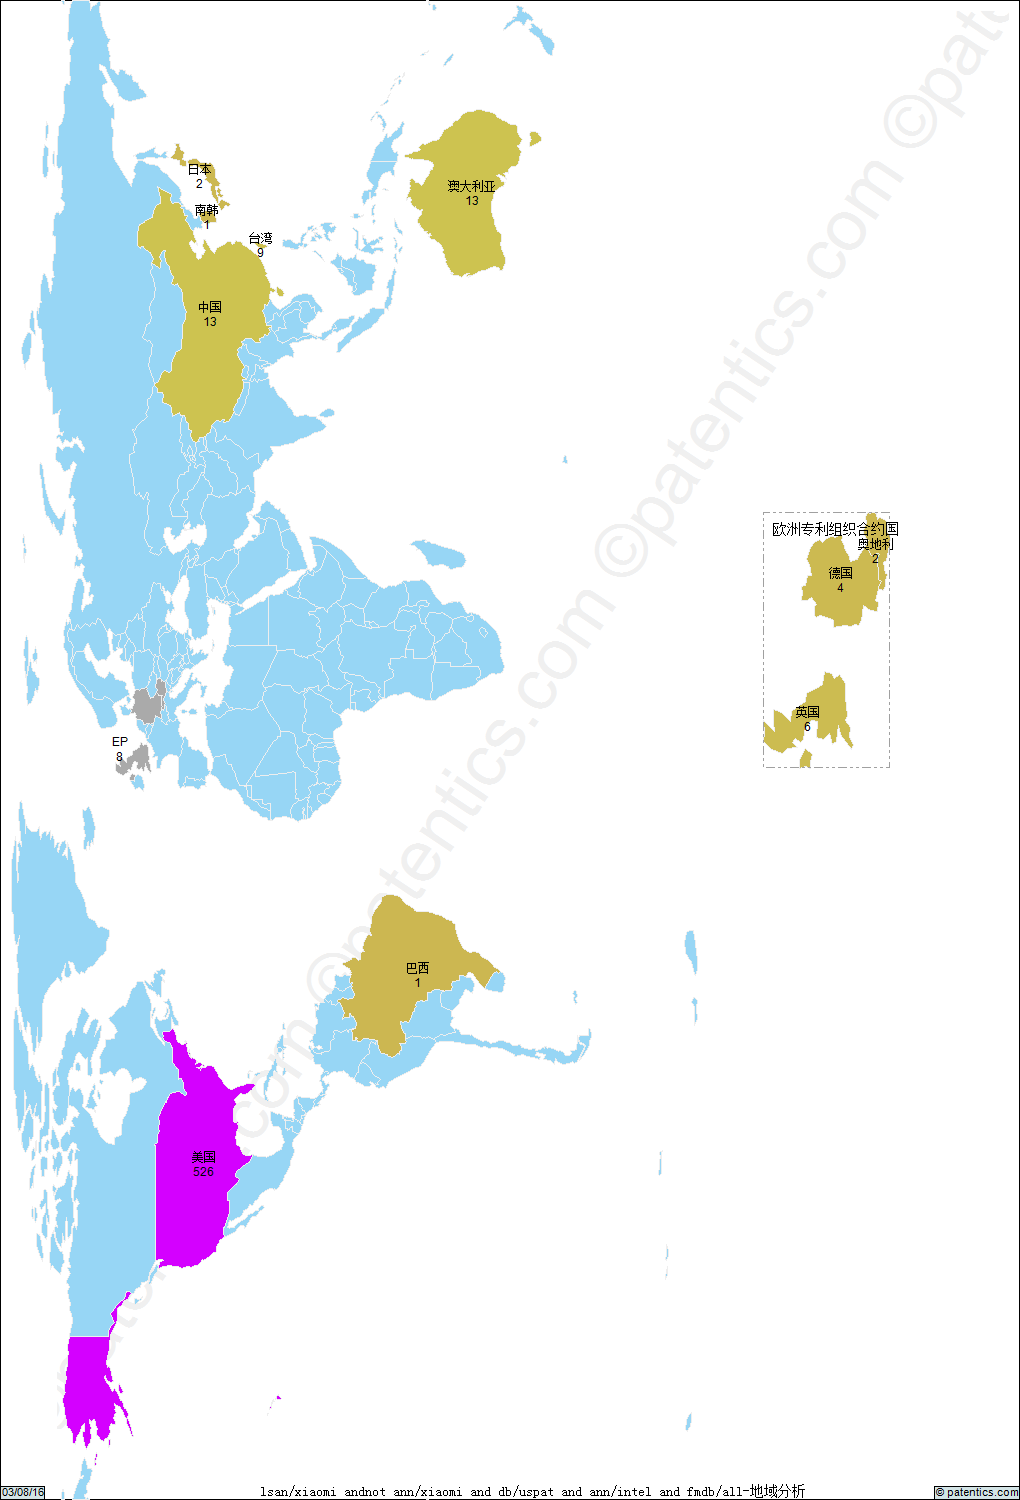 ©patentics.com ©patentics.com ©patentics.com
日本
2
南韩
1
台湾
9
澳大利亚
13
中国
13
欧洲专利组织合约国
奥地利
2
德国
4
英国
6
EP
8
巴西
1
美国
526
03/08/16
lsan/xiaomi andnot ann/xiaomi and db/uspat and ann/intel and fmdb/all-地域分析
© patentics.com